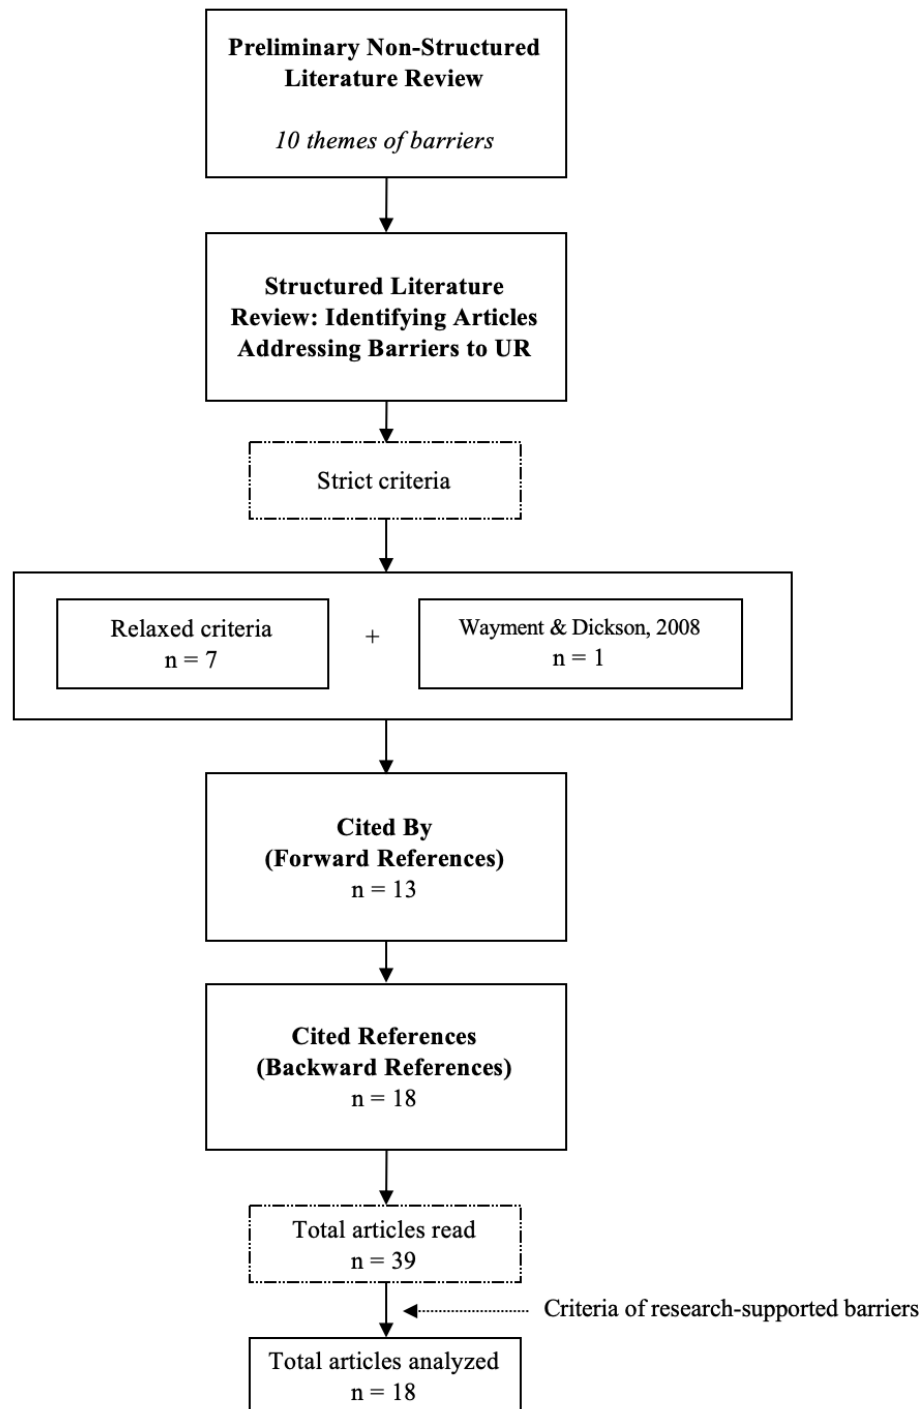 Preliminary Non-Structured
Literature Review
10 themes of barriers
Structured Literature
Review: Identifying Articles
Addressing Barriers to UR
Strict criteria
Relaxed criteria
n = 7
+
Wayment & Dickson, 2008
n = 1
Cited By
(Forward References)
n = 13
Cited References
(Backward References)
n = 18
Total articles read
n = 39
Criteria of research-supported barriers
Total articles analyzed
n = 18